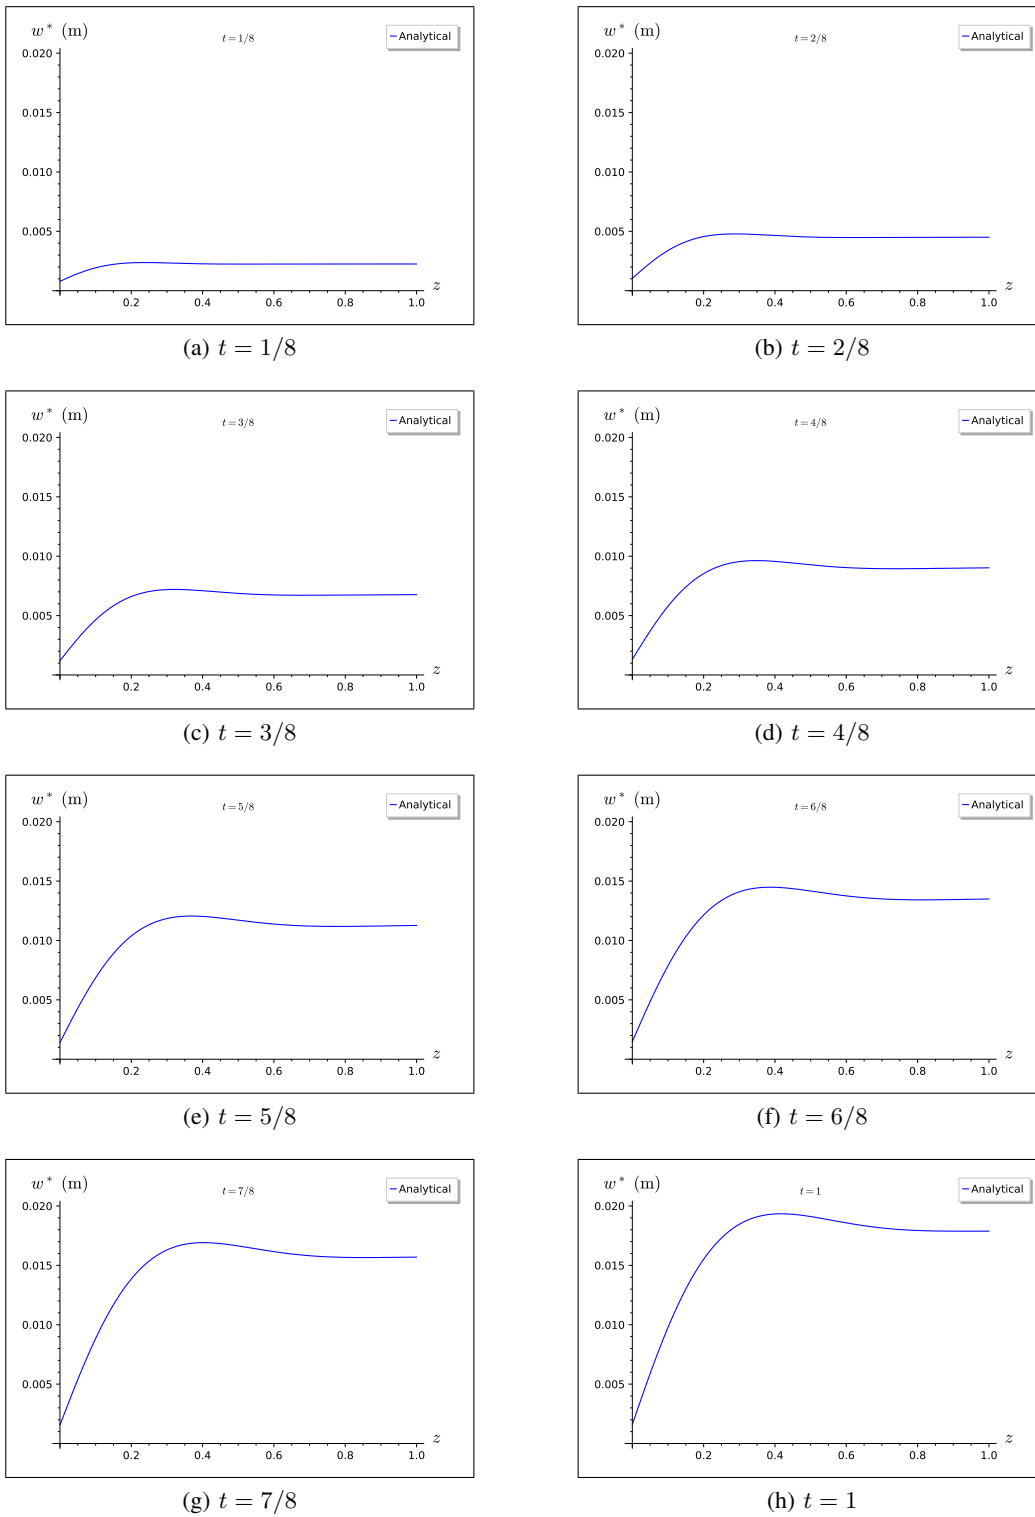 w* (m)
t = 1/8
Analytical
0.020
0.015
0.010
0.005
z
0.2 0.4 0.6 0.8 1.0
(a) t = 1/8
w* (m)
t = 2/8
Analytical
0.020
0.015
0.010
0.005
z
0.2 0.4 0.6 0.8 1.0
(b) t = 2/8
w* (m)
t = 3/8
Analytical
0.020
0.015
0.010
0.005
z
0.2 0.4 0.6 0.8 1.0
(c) t = 3/8
w* (m)
t = 4/8
Analytical
0.020
0.015
0.010
0.005
z
0.2 0.4 0.6 0.8 1.0
(d) t = 4/8
w* (m)
t = 5/8
Analytical
0.020
0.015
0.010
0.005
z
0.2 0.4 0.6 0.8 1.0
(e) t = 5/8
w* (m)
t = 6/8
Analytical
0.020
0.015
0.010
0.005
z
0.2 0.4 0.6 0.8 1.0
(f) t = 6/8
w* (m)
t = 7/8
Analytical
0.020
0.015
0.010
0.005
z
0.2 0.4 0.6 0.8 1.0
(g) t = 7/8
w* (m)
t = 1
Analytical
0.020
0.015
0.010
0.005
z
0.2 0.4 0.6 0.8 1.0
(h) t = 1